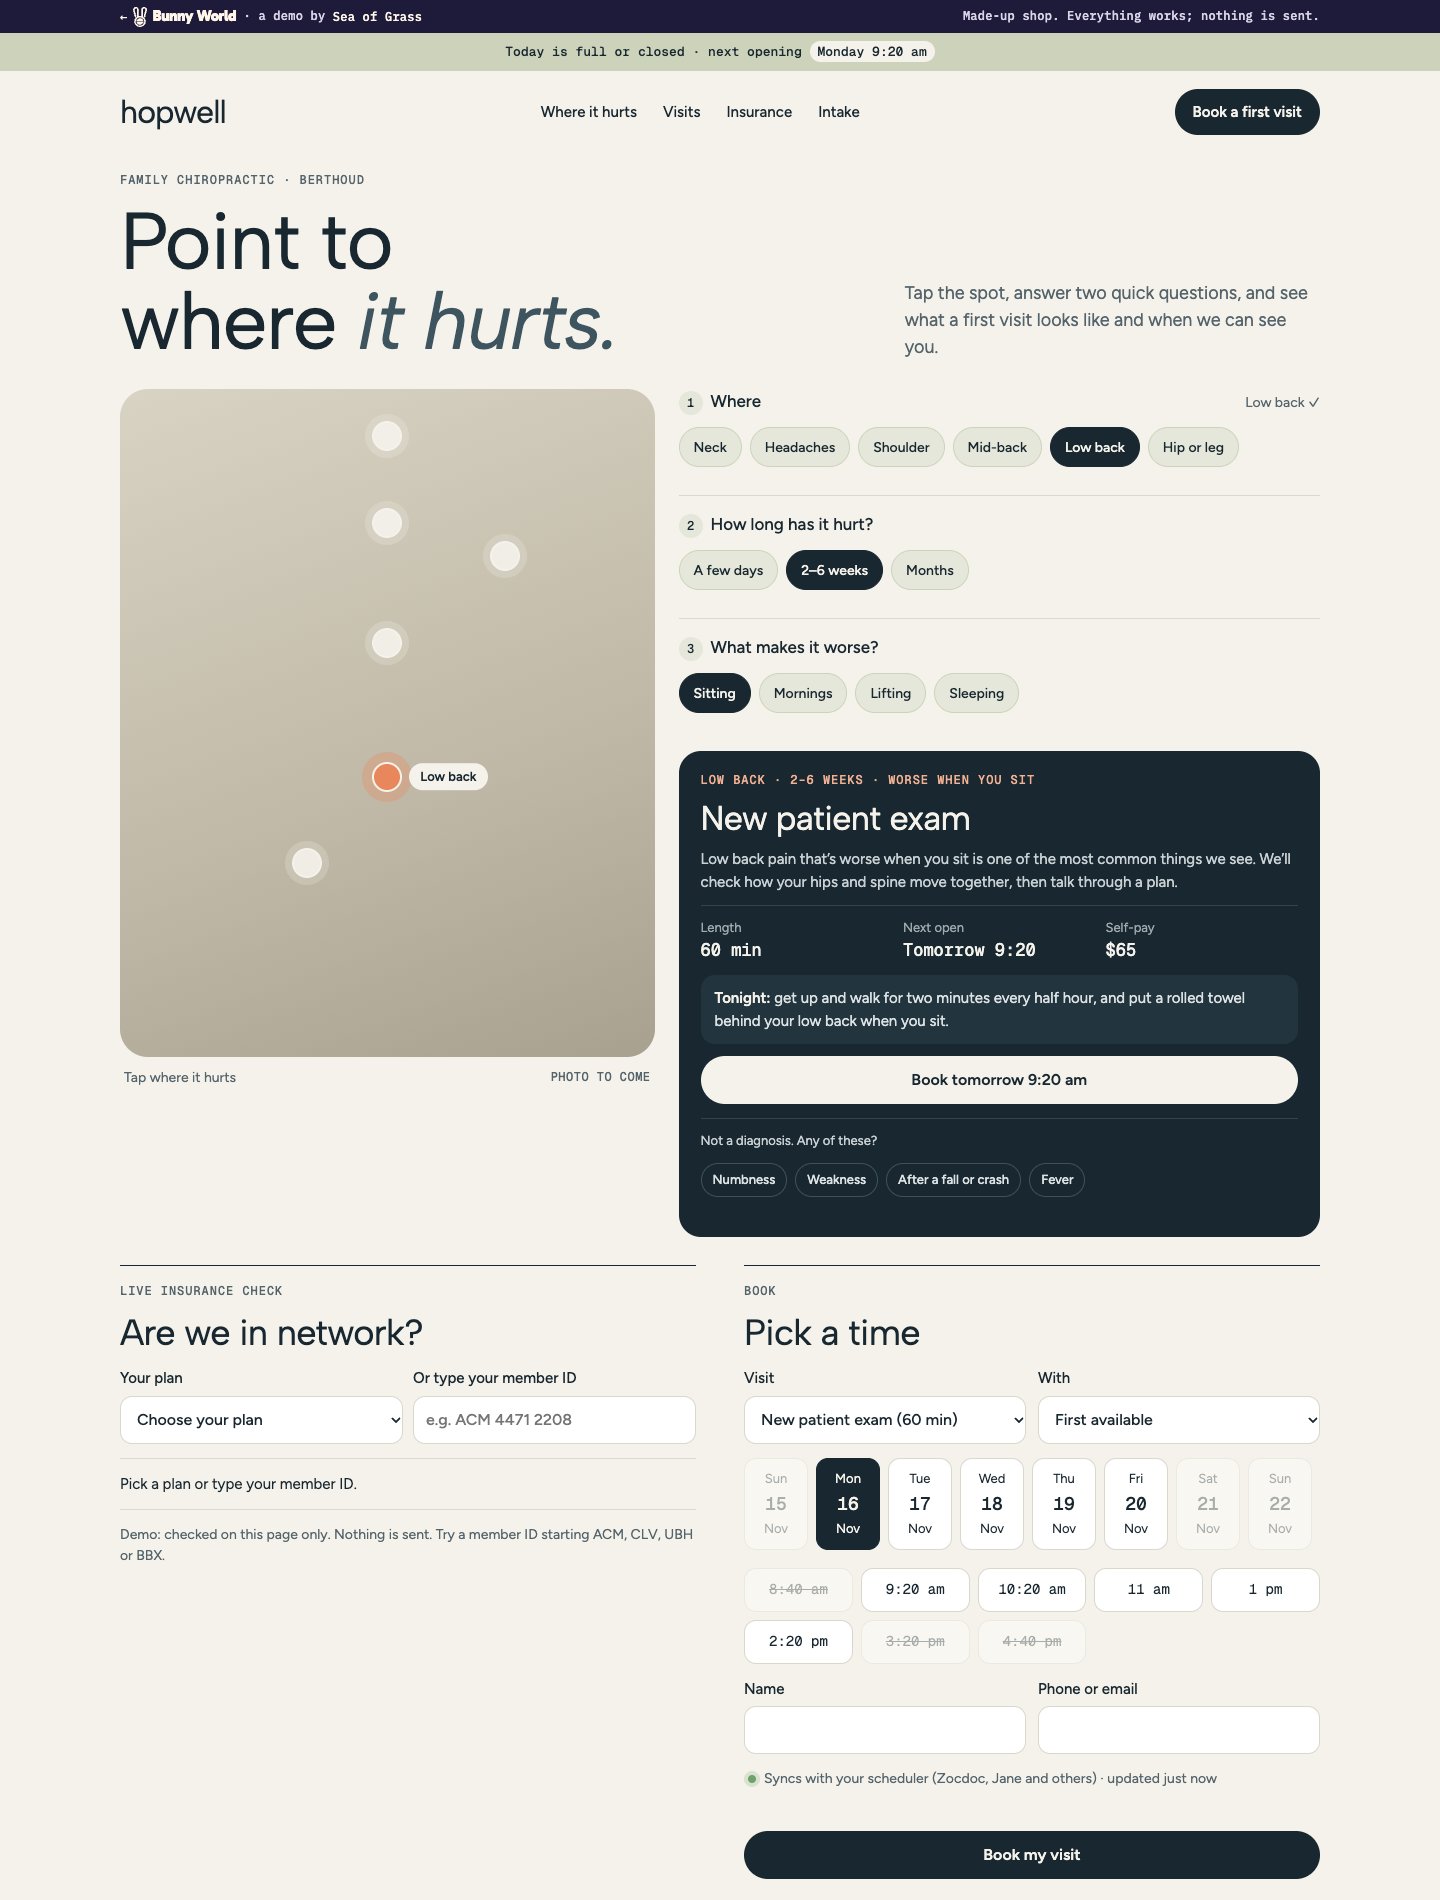 ← Bunny World · a demo by Sea of Grass
Made-up shop. Everything works; nothing is sent.
Today is full or closed · next opening Monday 9:20 am
hopwell
Where it hurts Visits Insurance Intake
Book a first visit
FAMILY CHIROPRACTIC · BERTHOUD
Point to
where it hurts.
Tap the spot, answer two quick questions, and see
what a first visit looks like and when we can see
you.
Low back
Tap where it hurts
PHOTO TO COME
1 Where
Low back ✓
Neck Headaches Shoulder Mid-back Low back Hip or leg
2 How long has it hurt?
A few days 2–6 weeks Months
3 What makes it worse?
Sitting Mornings Lifting Sleeping
LOW BACK · 2–6 WEEKS · WORSE WHEN YOU SIT
New patient exam
Low back pain that’s worse when you sit is one of the most common things we see. We’ll
check how your hips and spine move together, then talk through a plan.
Length Next open Self-pay
60 min Tomorrow 9:20 $65
Tonight: get up and walk for two minutes every half hour, and put a rolled towel
behind your low back when you sit.
Book tomorrow 9:20 am
Not a diagnosis. Any of these?
Numbness Weakness After a fall or crash Fever
LIVE INSURANCE CHECK
Are we in network?
Your plan Or type your member ID
Choose your plan e.g. ACM 4471 2208
Pick a plan or type your member ID.
Demo: checked on this page only. Nothing is sent. Try a member ID starting ACM, CLV, UBH
or BBX.
BOOK
Pick a time
Visit With
New patient exam (60 min) First available
Sun Mon Tue Wed Thu Fri Sat Sun
15 16 17 18 19 20 21 22
Nov Nov Nov Nov Nov Nov Nov Nov
8:40 am 9:20 am 10:20 am 11 am 1 pm
2:20 pm 3:20 pm 4:40 pm
Name Phone or email
Syncs with your scheduler (Zocdoc, Jane and others) · updated just now
Book my visit